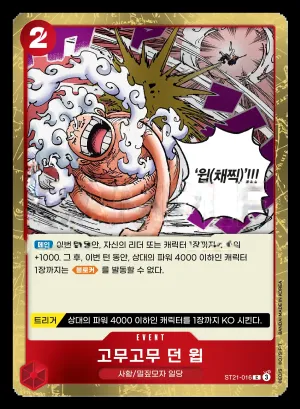 2
'윕(채찍)'!!!
메인 이번 턴 동안, 자신의 리더 또는 캐릭터 1장까지를, 파워
+1000. 그 후, 이번 턴 동안, 상대의 파워 4000 이하인 캐릭터
1장까지는 블로커 를 발동할 수 없다.
트리거 상대의 파워 4000 이하인 캐릭터를 1장까지 KO 시킨다.
EVENT
고무고무 던 윕
사황/밀짚모자 일당
ST21-016 3